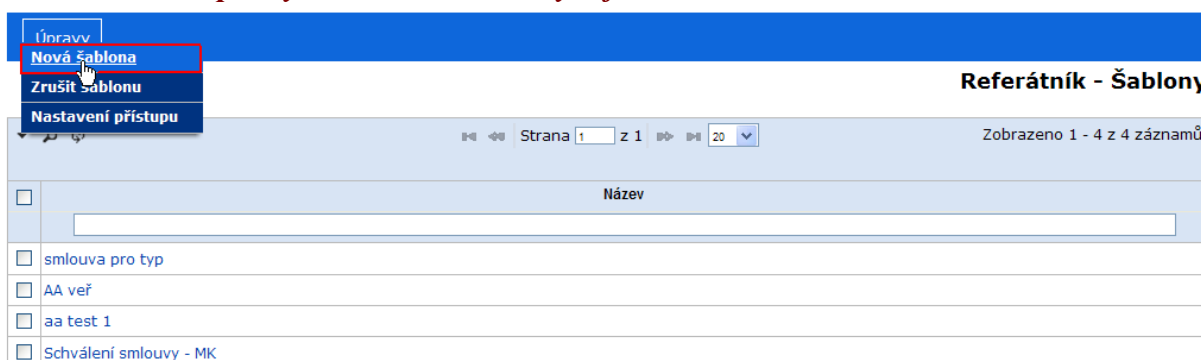 Úpravy
Nová šablona
Zrušit šablonu
Nastavení přístupu
Referátník - Šablony
Strana 1 z 1 20
Zobrazeno 1 - 4 z 4 záznamů
Název
smlouva pro typ
AA veř
aa test 1
Schválení smlouvy - MK